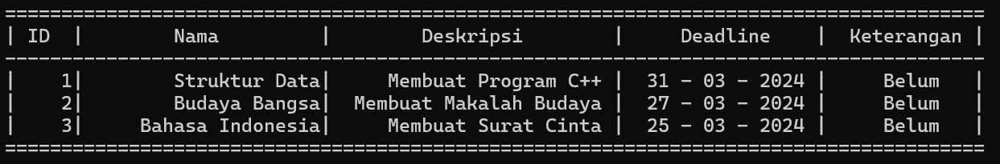 =======================================================================================
| ID  |        Nama         |        Deskripsi        |     Deadline    |  Keterangan |
---------------------------------------------------------------------------------------
|    1|        Struktur Data|     Membuat Program C++ |  31 - 03 - 2024 |     Belum   |
|    2|        Budaya Bangsa|  Membuat Makalah Budaya |  27 - 03 - 2024 |     Belum   |
|    3|     Bahasa Indonesia|     Membuat Surat Cinta |  25 - 03 - 2024 |     Belum   |
=======================================================================================